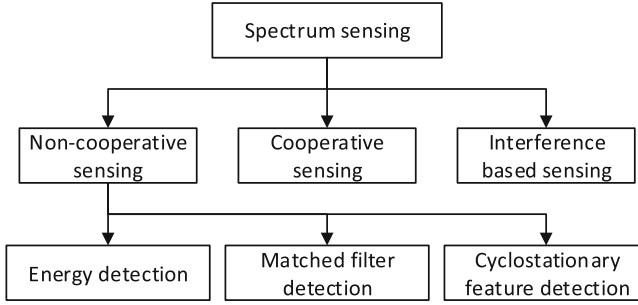 Spectrum sensing
Non-cooperative
sensing
Cooperative
sensing
Interference
based sensing
Energy detection
Matched filter
detection
Cyclostationary
feature detection